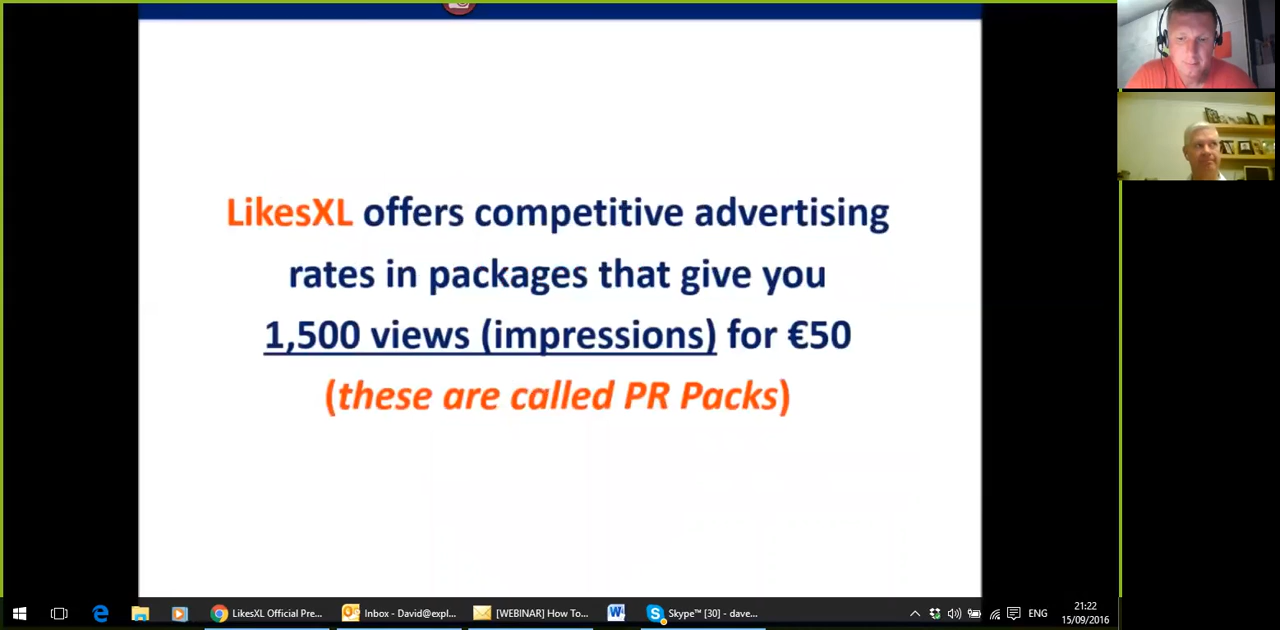 LikesXL offers competitive advertising
rates in packages that give you
1,500 views (impressions) for €50
(these are called PR Packs)
LikesXL Official Pre...
Inbox - David@expl...
[WEBINAR] How To...
Skype™ [30] - dave...
ENG
21:22
15/09/2016